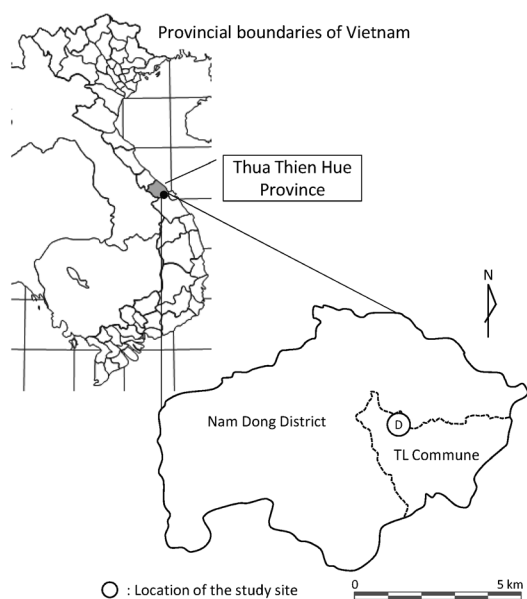 Provincial boundaries of Vietnam
Thua Thien Hue
Province
N
Nam Dong District
D
TL Commune
: Location of the study site
0
5 km